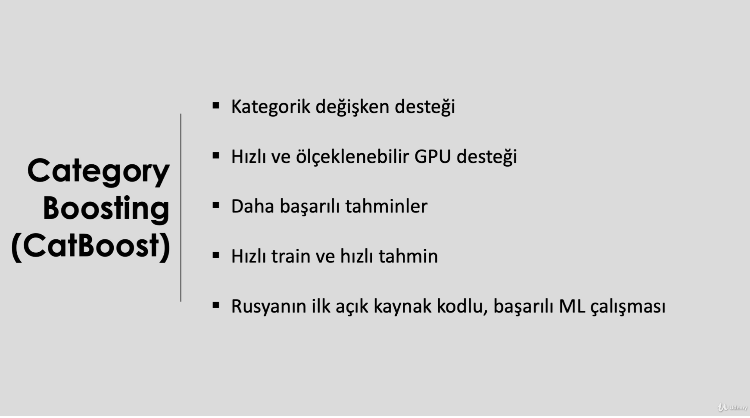 Category
Boosting
(CatBoost)
▪ Kategorik değişken desteği
▪ Hızlı ve ölçeklenebilir GPU desteği
▪ Daha başarılı tahminler
▪ Hızlı train ve hızlı tahmin
▪ Rusyanın ilk açık kaynak kodlu, başarılı ML çalışması
Udemy